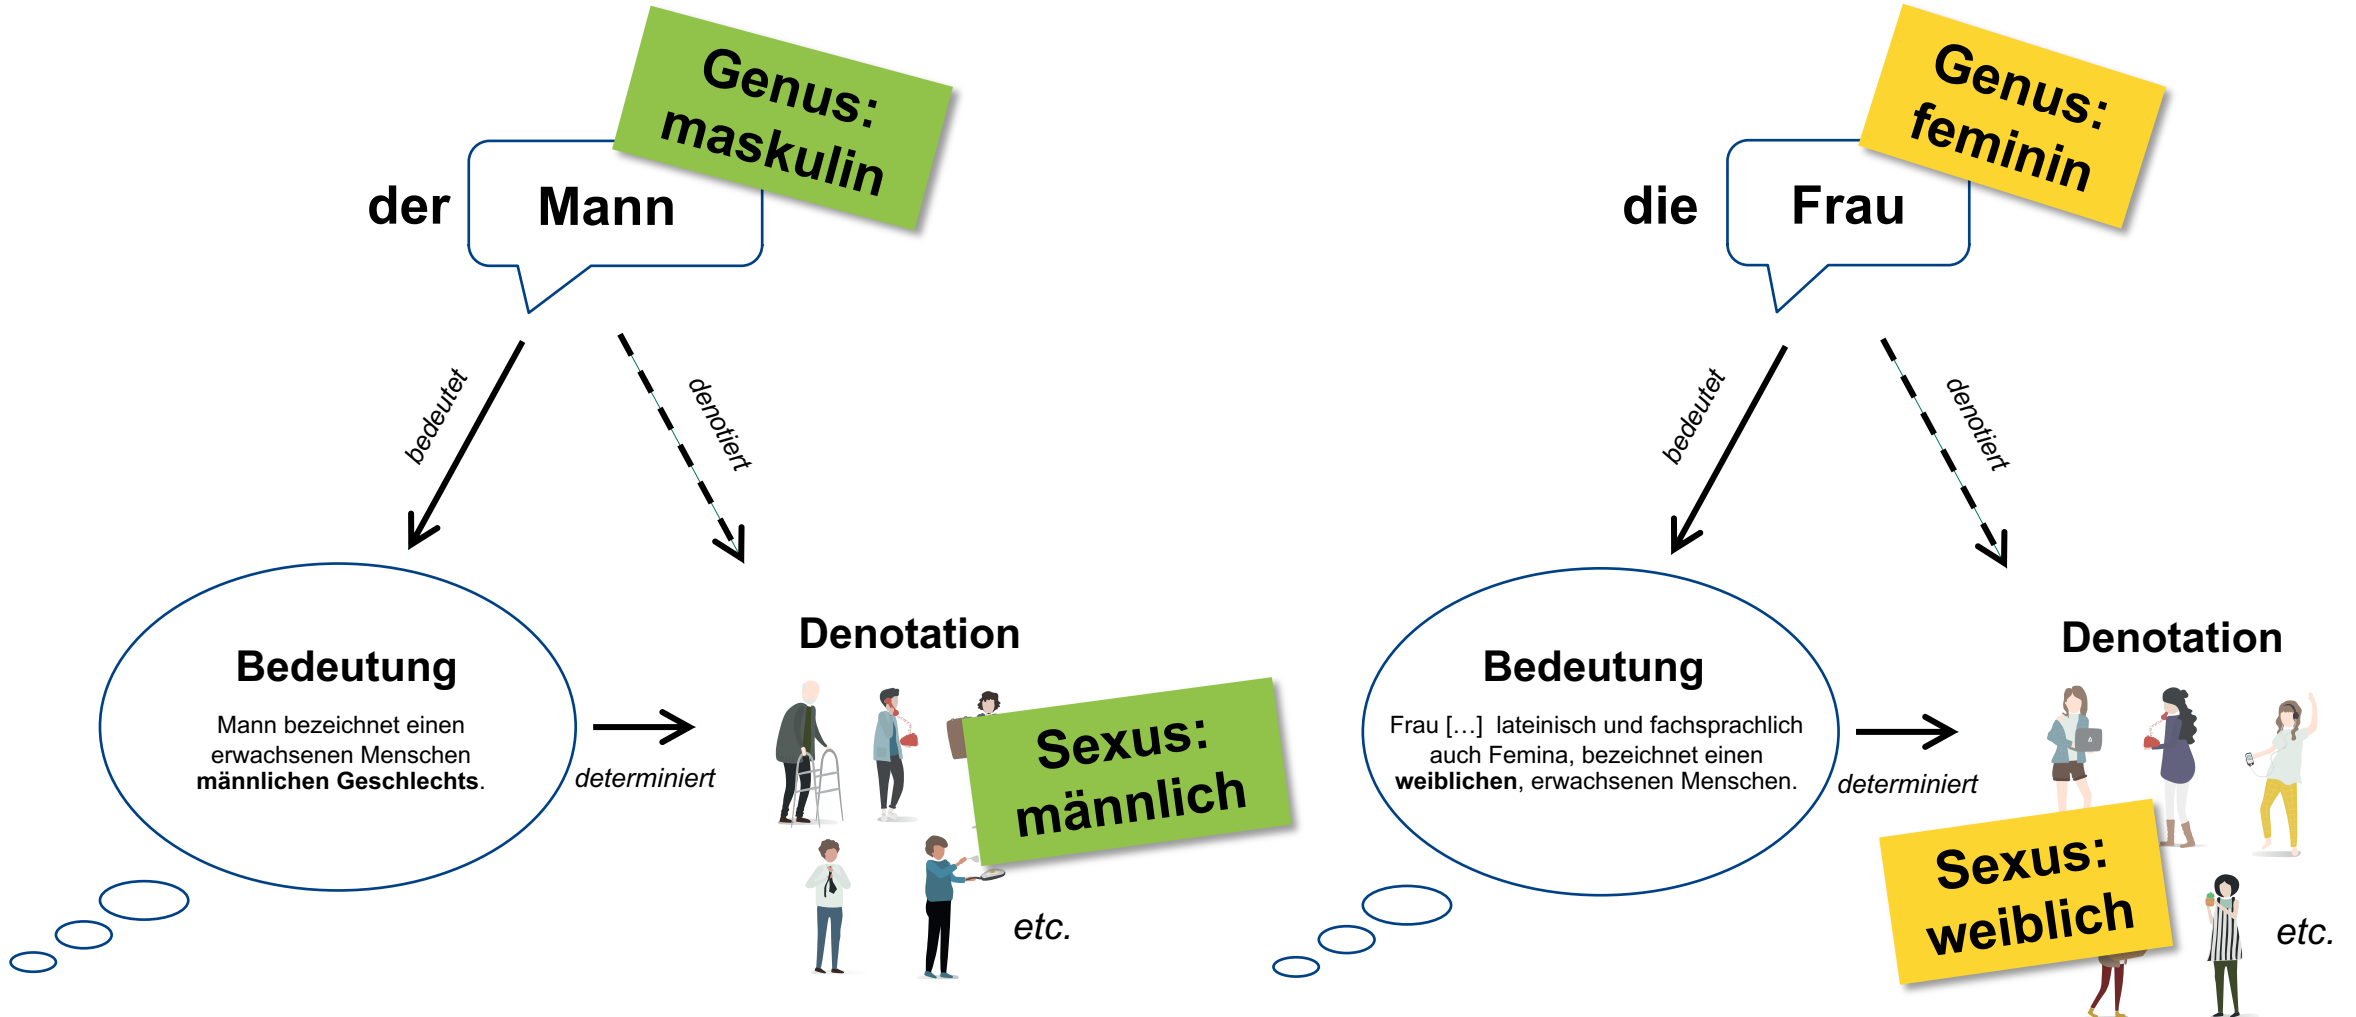 Genus:
maskulin
der
Mann
bedeutet
denotiert
Bedeutung
Mann bezeichnet einen
erwachsenen Menschen
männlichen Geschlechts.
determiniert
Denotation
Sexus:
männlich
etc.
Genus:
feminin
die
Frau
bedeutet
denotiert
Bedeutung
Frau […] lateinisch und fachsprachlich
auch Femina, bezeichnet einen
weiblichen, erwachsenen Menschen.
determiniert
Denotation
Sexus:
weiblich
etc.